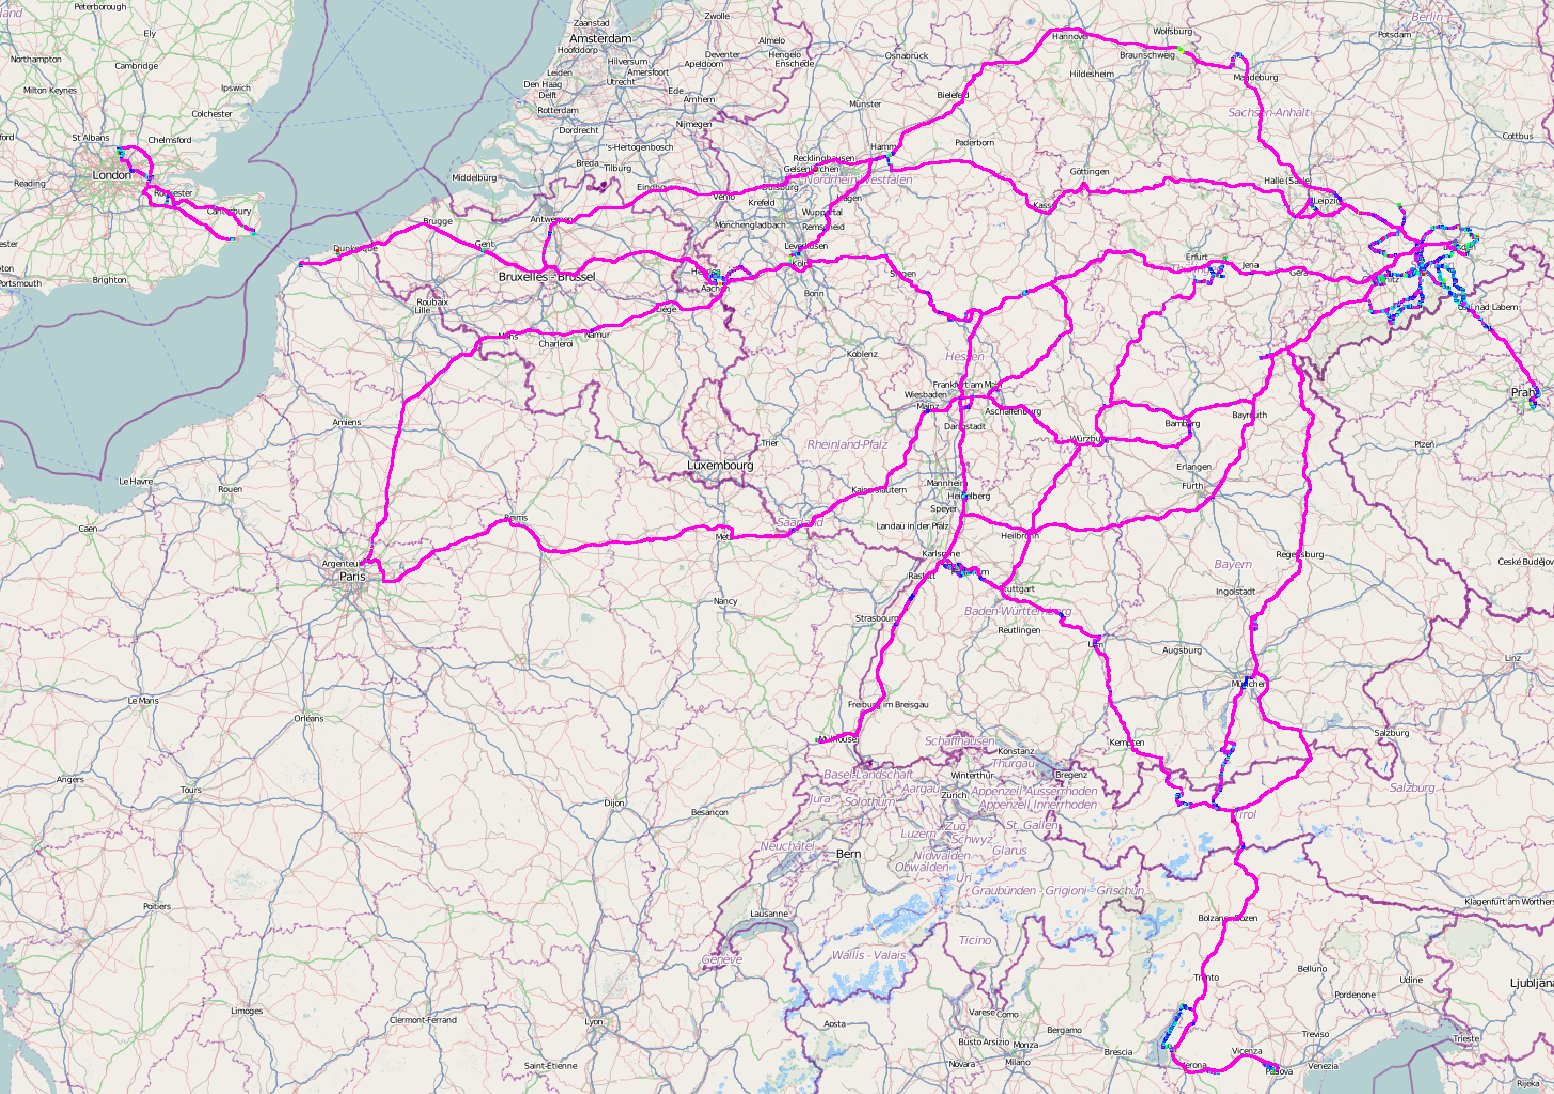 Peterborough
Zwolle
Berlin
Zaanstad
Ely
Amsterdam
Almelo
Hannover
Wolfsburg
Potsdam
Hoofddorp
Deventer
Hengelo
Osnabrück
Braunschweig
Northampton
Cambridge
Hilversum
Apeldoorn
Enschede
Leiden
Amersfoort
Hildesheim
Magdeburg
Milton Keynes
Ipswich
Den Haag
Utrecht
Ede
Delft
Arnhem
Bielefeld
Münster
Colchester
Rotterdam
Sachsen-Anhalt
Dordrecht
Nijmegen
Cottbus
St Albans
Chelmsford
's-Hertogenbosch
Hamm
Paderborn
Breda
Tilburg
Recklinghausen
Gelsenkirchen
Göttingen
London
Middelburg
Nordrhein-Westfalen
Halle (Saale)
Reading
Eindhoven
Duisburg
Rochester
Venlo
Krefeld
Hagen
Leipzig
Canterbury
Brugge
Antwerpen
Wuppertal
Kassel
Mönchengladbach
Remscheid
Dunkerque
Gent
Leverkusen
Bruxelles - Brussel
Heerlen
Köln
Erfurt
Jena
Gera
Brighton
Portsmouth
Aachen
Bonn
Siegen
Roubaix
Lille
Liège
Ústí nad Labem
Mons
Charleroi
Namur
Koblenz
Hessen
Frankfurt am Main
Wiesbaden
Praha
Mainz
Aschaffenburg
Amiens
Darmstadt
Bamberg
Bayreuth
Trier
Rheinland-Pfalz
Würzburg
Plzeň
Luxembourg
Erlangen
Le Havre
Rouen
Kaiserslautern
Mannheim
Fürth
Heidelberg
Speyer
Reims
Saarland
Landau in der Pfalz
Caen
Metz
Heilbronn
Karlsruhe
Regensburg
Argenteuil
Paris
Rastatt
Bayern
České Budějovice
Stuttgart
Ingolstadt
Nancy
Baden-Württemberg
Strasbourg
Reutlingen
Ulm
Augsburg
Linz
München
Le Mans
Freiburg im Breisgau
Orléans
Salzburg
Mulhouse
Schaffhausen
Konstanz
Kempten
Thurgau
Angers
Basel-Landschaft
Winterthur
Bregenz
Tours
Aargau
Zürich
Appenzell Ausserrhoden
Salzburg
Dijon
Jura
Solothurn
Appenzell Innerrhoden
Besançon
Tirol
Zug
St. Gallen
Luzern
Schwyz
Neuchâtel
Bern
Nidwalden
Glarus
Obwalden
Uri
Graubünden - Grigioni - Grischun
Klagenfurt am Wörthersee
Poitiers
Lausanne
Bolzano - Bozen
Ticino
Genève
Wallis - Valais
Belluno
Trento
Udine
Ljubljana
Pordenone
Limoges
Clermont-Ferrand
Lyon
Aosta
Varese
Como
Bergamo
Treviso
Trieste
Busto Arsizio
Monza
Brescia
Vicenza
Saint-Étienne
Novara
Milano
Verona
Padova
Venezia
Rijeka